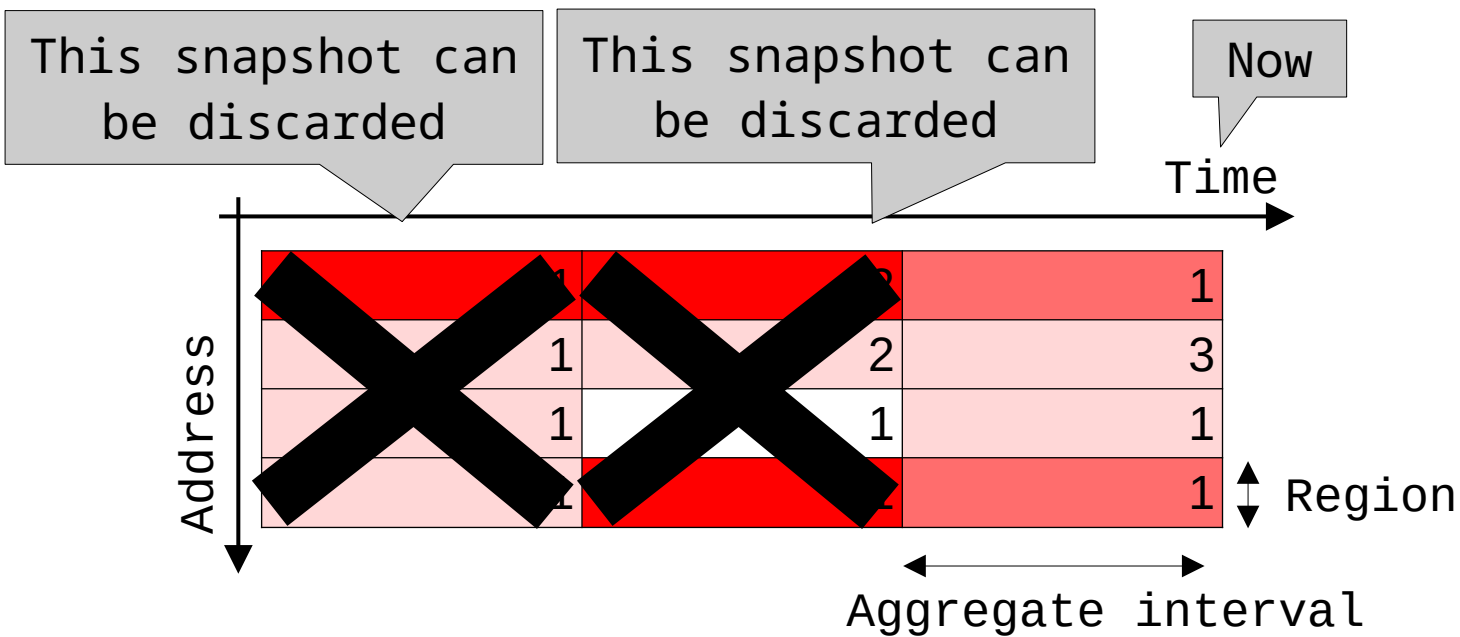 This snapshot can
be discarded
This snapshot can
be discarded
Now
Time
Address
1
1
2
3
1
1
1
1
Region
Aggregate interval